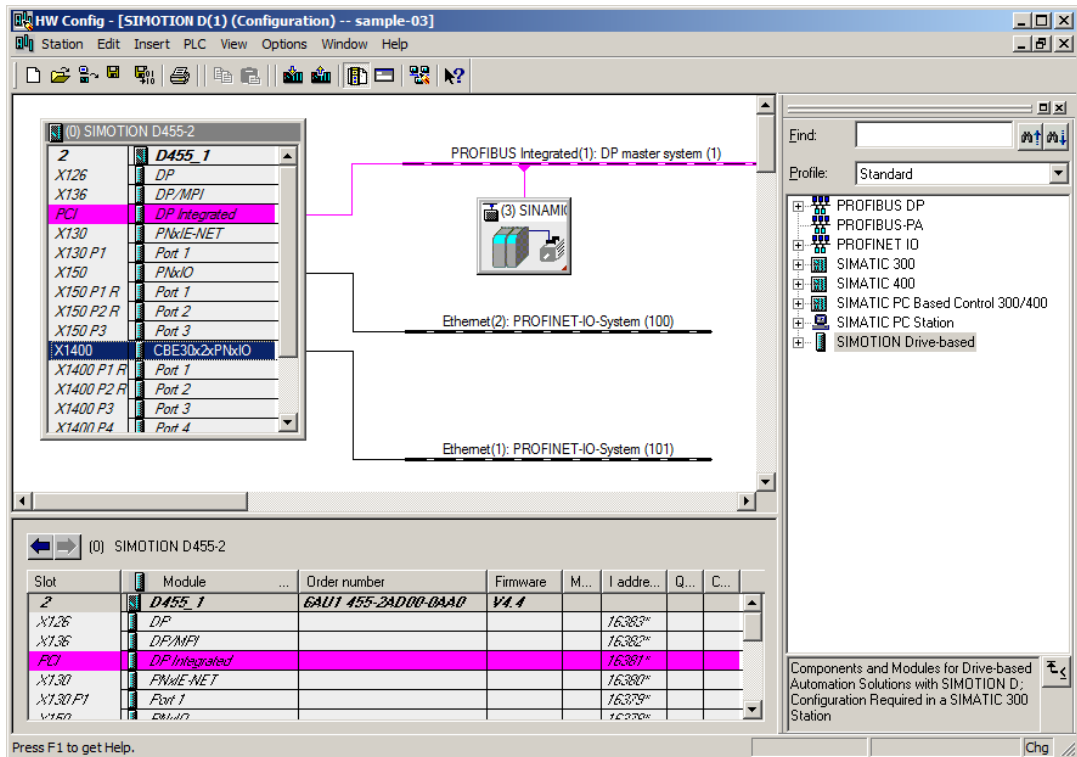 HW Config - [SIMOTION D(1) (Configuration) -- sample-03]
Station Edit Insert PLC View Options Window Help
(0) SIMOTION D455-2
2 D455_1
X126 DP
X136 DP/MPI
PCI DP Integrated
X130 PNxIE-NET
X130 P1 Port 1
X150 PNxIO
X150 P1 R Port 1
X150 P2 R Port 2
X150 P3 Port 3
X1400 CBE30x2xPNxIO
X1400 P1 R Port 1
X1400 P2 R Port 2
X1400 P3 Port 3
X1400 P4 Port 4
PROFIBUS Integrated(1): DP master system (1)
(3) SINAMI
Ethernet(2): PROFINET-IO-System (100)
Ethernet(1): PROFINET-IO-System (101)
Find:
Profile: Standard
PROFIBUS DP
PROFIBUS-PA
PROFINET IO
SIMATIC 300
SIMATIC 400
SIMATIC PC Based Control 300/400
SIMATIC PC Station
SIMOTION Drive-based
Components and Modules for Drive-based
Automation Solutions with SIMOTION D;
Configuration Required in a SIMATIC 300
Station
(0) SIMOTION D455-2
Slot Module ... Order number Firmware M... I addre... Q... C...
2 D455_1 6AU1 455-2AD00-0AA0 V4.4
X126 DP 16383*
X136 DP/MPI 16382*
PCI DP Integrated 16381*
X130 PNxIE-NET 16380*
X130 P1 Port 1 16379*
X150 PNxIO 16378*
Press F1 to get Help.
Chg